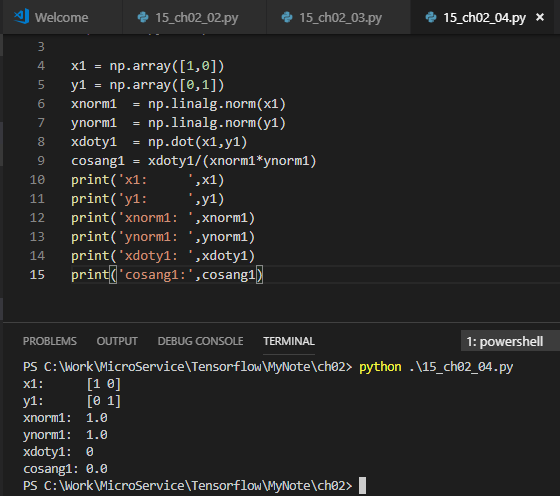 Welcome 15_ch02_02.py 15_ch02_03.py 15_ch02_04.py
3
4 x1 = np.array([1,0])
5 y1 = np.array([0,1])
6 xnorm1  = np.linalg.norm(x1)
7 ynorm1  = np.linalg.norm(y1)
8 xdoty1  = np.dot(x1,y1)
9 cosang1 = xdoty1/(xnorm1*ynorm1)
10 print('x1:     ',x1)
11 print('y1:     ',y1)
12 print('xnorm1: ',xnorm1)
13 print('ynorm1: ',ynorm1)
14 print('xdoty1: ',xdoty1)
15 print('cosang1:',cosang1)
PROBLEMS OUTPUT DEBUG CONSOLE TERMINAL 1: powershell
PS C:\Work\MicroService\Tensorflow\MyNote\ch02> python .\15_ch02_04.py
x1:      [1 0]
y1:      [0 1]
xnorm1:  1.0
ynorm1:  1.0
xdoty1:  0
cosang1: 0.0
PS C:\Work\MicroService\Tensorflow\MyNote\ch02>